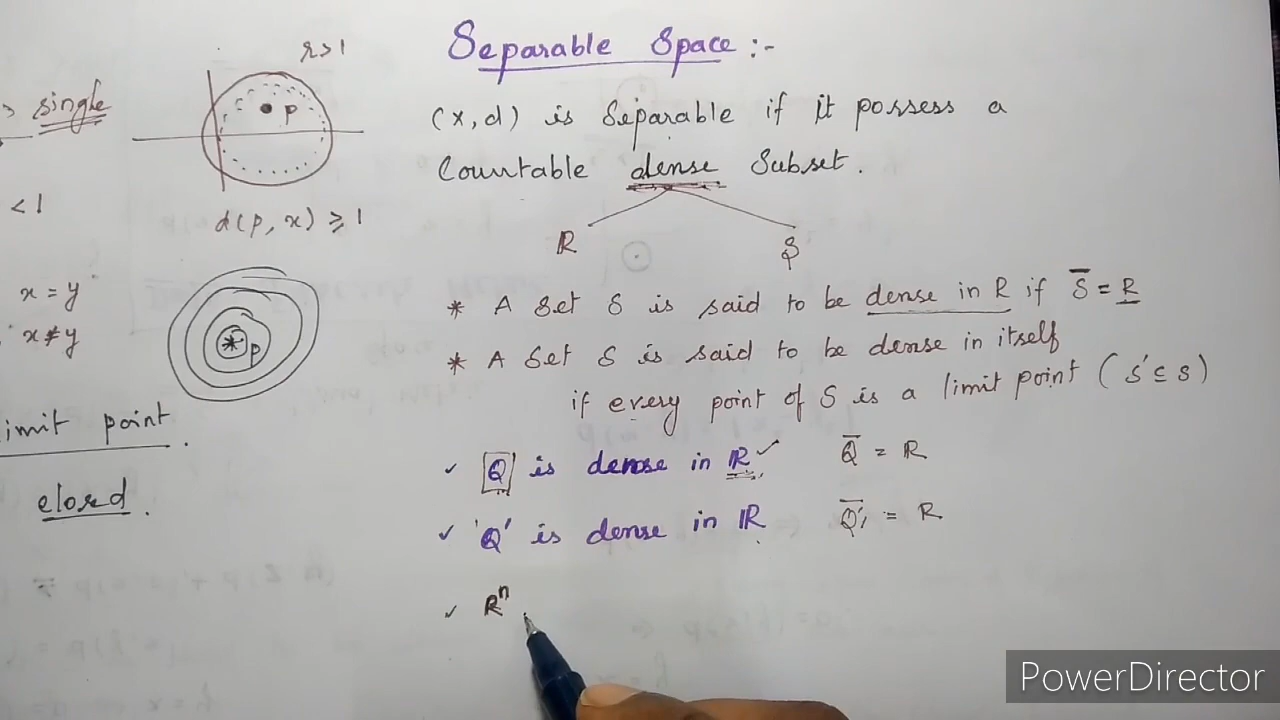 Separable Space :-
(x,d) is Separable if it possess a
Countable dense Subset.
R S
* A Set S is said to be dense in R if S̅ = R
* A Set S is said to be dense in itself
if every point of S is a limit point ( S' ⊆ S )
✓ Q is dense in R ✓ Q̅ = R
✓ Q' is dense in R Q̅' = R
✓ Rⁿ
single
r > 1
p
< 1
d(p, x) ≥ 1
x = y
x ≠ y
p
imit point.
closed.
PowerDirector